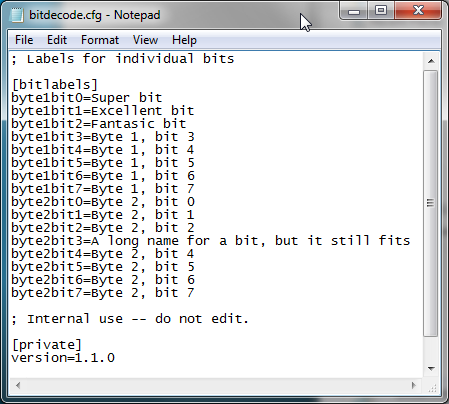 bitdecode.cfg - Notepad
File Edit Format View Help
; Labels for individual bits

[bitlabels]
byte1bit0=Super bit
byte1bit1=Excellent bit
byte1bit2=Fantasic bit
byte1bit3=Byte 1, bit 3
byte1bit4=Byte 1, bit 4
byte1bit5=Byte 1, bit 5
byte1bit6=Byte 1, bit 6
byte1bit7=Byte 1, bit 7
byte2bit0=Byte 2, bit 0
byte2bit1=Byte 2, bit 1
byte2bit2=Byte 2, bit 2
byte2bit3=A long name for a bit, but it still fits
byte2bit4=Byte 2, bit 4
byte2bit5=Byte 2, bit 5
byte2bit6=Byte 2, bit 6
byte2bit7=Byte 2, bit 7

; Internal use -- do not edit.

[private]
version=1.1.0